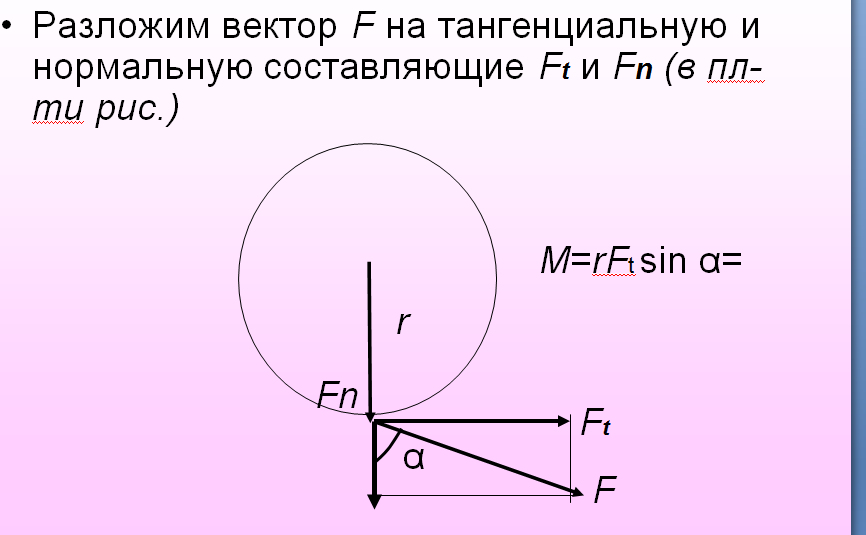 • Разложим вектор F на тангенциальную и
нормальную составляющие Ft и Fn (в пл-
ти рис.)
M=rFt sin α=
r
Fn
Ft
α
F